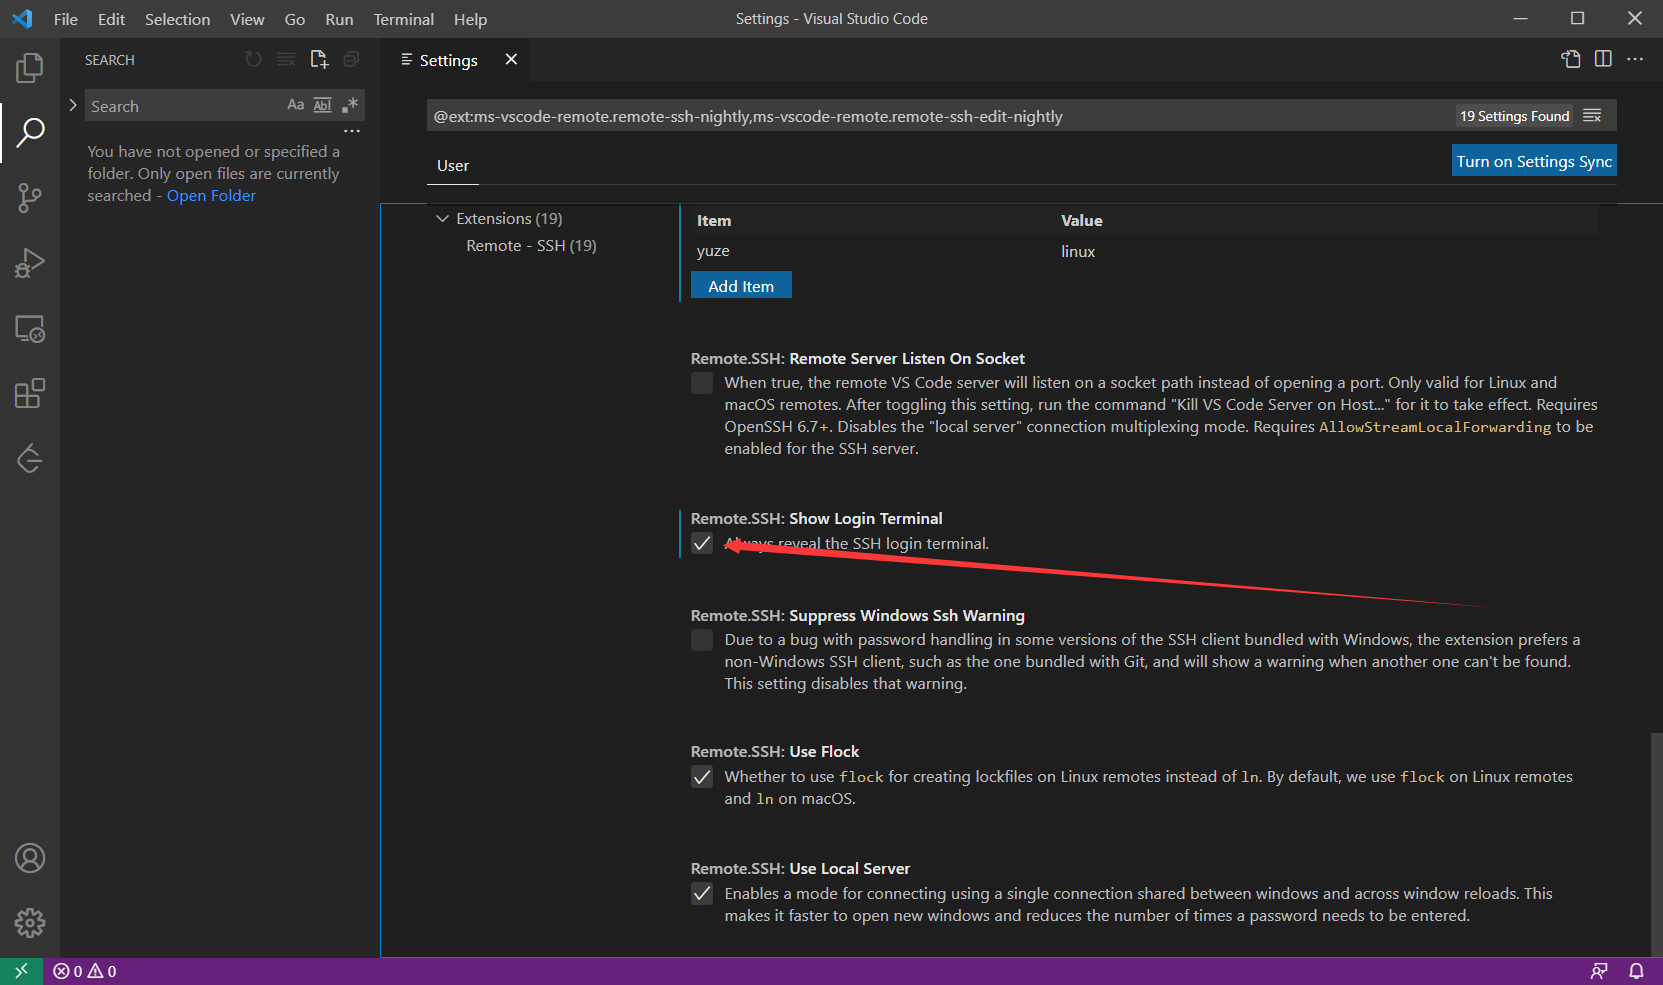 File Edit Selection View Go Run Terminal Help
Settings - Visual Studio Code
SEARCH
Search
Aa Abl .*
You have not opened or specified a
folder. Only open files are currently
searched - Open Folder
Settings
@ext:ms-vscode-remote.remote-ssh-nightly,ms-vscode-remote.remote-ssh-edit-nightly
19 Settings Found
User
Turn on Settings Sync
Extensions (19)
Remote - SSH (19)
Item Value
yuze linux
Add Item
Remote.SSH: Remote Server Listen On Socket
When true, the remote VS Code server will listen on a socket path instead of opening a port. Only valid for Linux and
macOS remotes. After toggling this setting, run the command "Kill VS Code Server on Host..." for it to take effect. Requires
OpenSSH 6.7+. Disables the "local server" connection multiplexing mode. Requires AllowStreamLocalForwarding to be
enabled for the SSH server.
Remote.SSH: Show Login Terminal
Always reveal the SSH login terminal.
Remote.SSH: Suppress Windows Ssh Warning
Due to a bug with password handling in some versions of the SSH client bundled with Windows, the extension prefers a
non-Windows SSH client, such as the one bundled with Git, and will show a warning when another one can't be found.
This setting disables that warning.
Remote.SSH: Use Flock
Whether to use flock for creating lockfiles on Linux remotes instead of ln. By default, we use flock on Linux remotes
and ln on macOS.
Remote.SSH: Use Local Server
Enables a mode for connecting using a single connection shared between windows and across window reloads. This
makes it faster to open new windows and reduces the number of times a password needs to be entered.
0 0